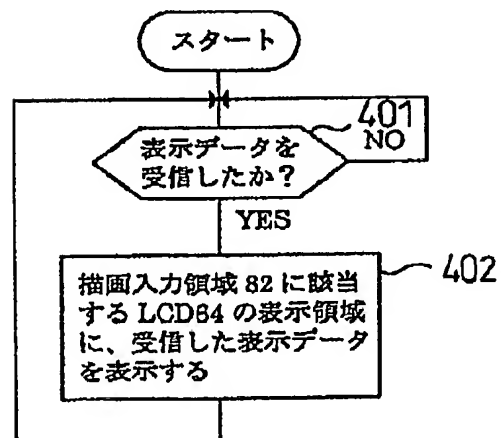 スタート
401
NO
表示データを
受信したか？
YES
402
描画入力領域 82 に該当
する LCD84 の表示領域
に、受信した表示データ
を表示する